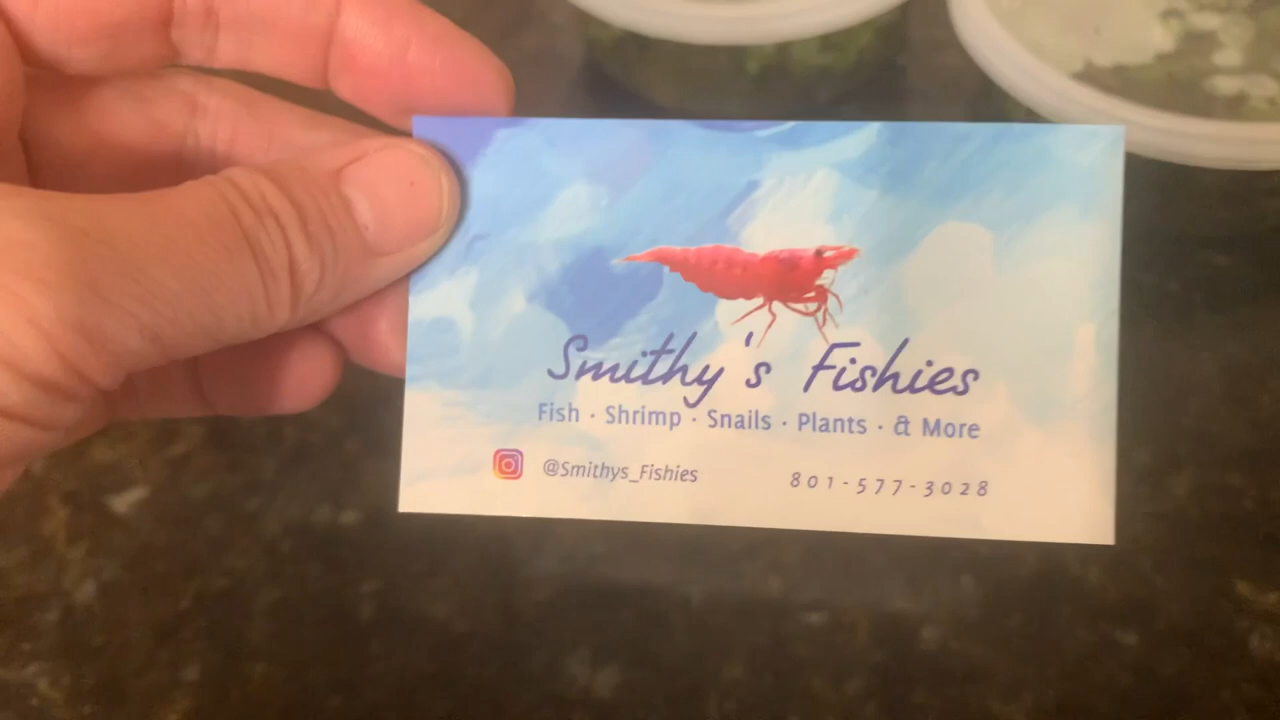 Smithy's Fishies
Fish · Shrimp · Snails · Plants · & More
@Smithys_Fishies
801-577-3028